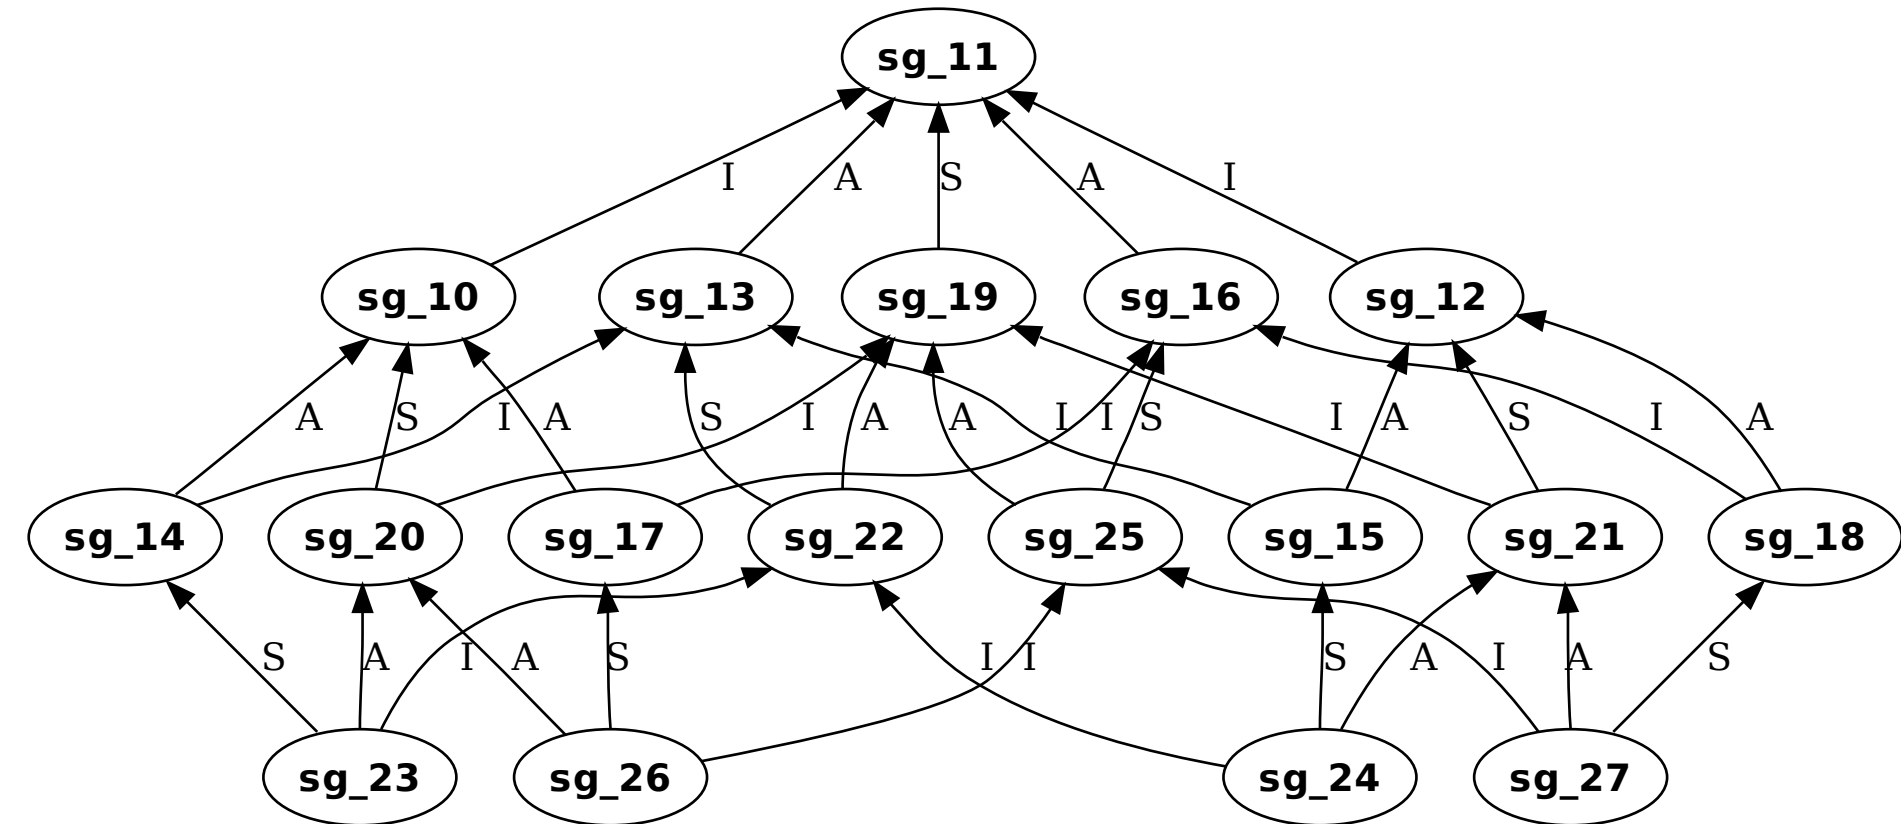 sg_11
I A S A I
sg_10 sg_13 sg_19 sg_16 sg_12
A S I A I S A A I I S I A S I A
sg_14 sg_20 sg_17 sg_22 sg_25 sg_15 sg_21 sg_18
S A I A S I I S A I A S
sg_23 sg_26 sg_24 sg_27